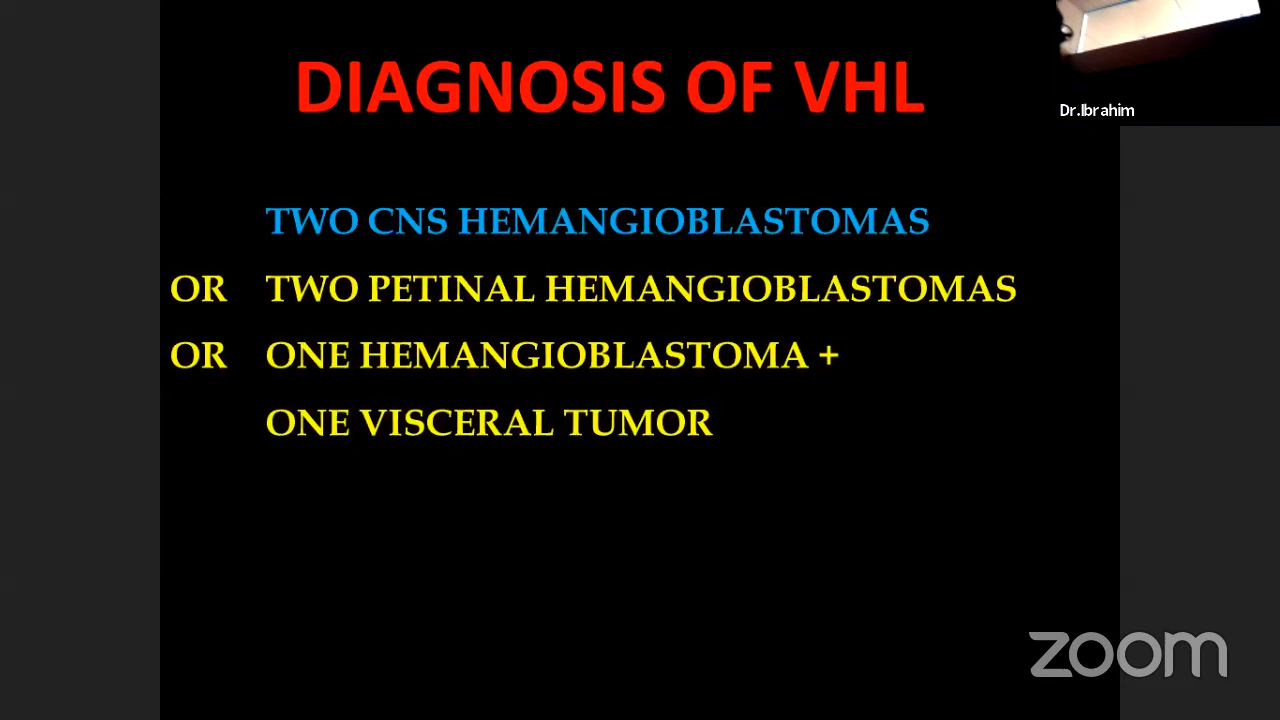 DIAGNOSIS OF VHL
Dr.Ibrahim
TWO CNS HEMANGIOBLASTOMAS
OR TWO PETINAL HEMANGIOBLASTOMAS
OR ONE HEMANGIOBLASTOMA +
ONE VISCERAL TUMOR
zoom